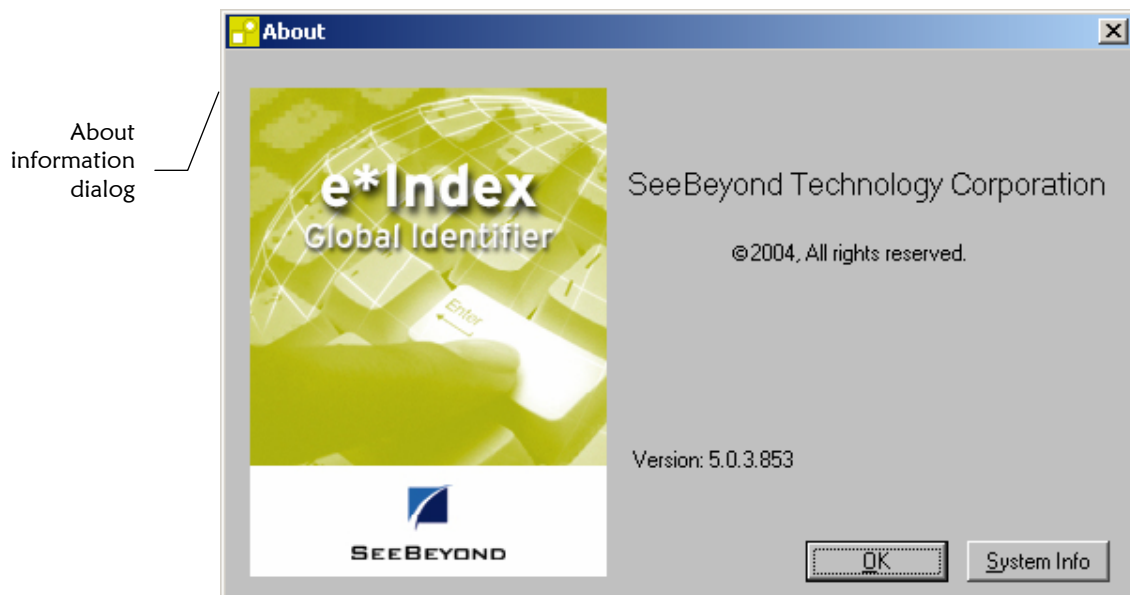 About
About
information
dialog
e*Index
Global Identifier
Enter
SEEBEYOND
SeeBeyond Technology Corporation
©2004, All rights reserved.
Version: 5.0.3.853
OK
System Info